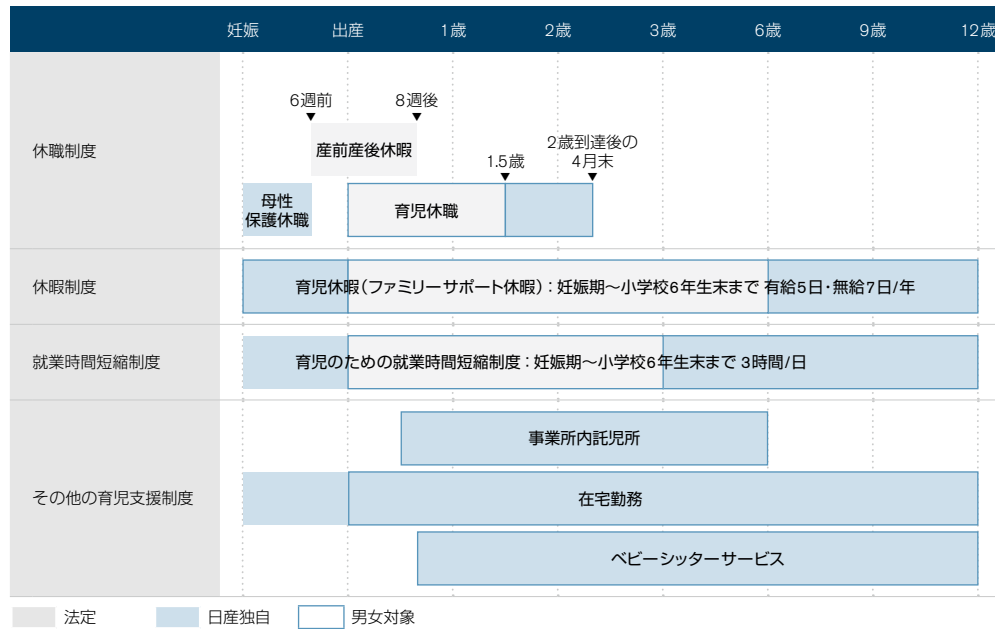 妊娠 出産 1歳 2歳 3歳 6歳 9歳 12歳
休職制度
6週前 8週後
産前産後休暇
1.5歳
2歳到達後の
4月末
母性
保護休職
育児休職
休暇制度
育児休暇（ファミリーサポート休暇）：妊娠期～小学校6年生末まで 有給5日・無給7日/年
就業時間短縮制度
育児のための就業時間短縮制度：妊娠期～小学校6年生末まで 3時間/日
その他の育児支援制度
事業所内託児所
在宅勤務
ベビーシッターサービス
法定 日産独自 男女対象